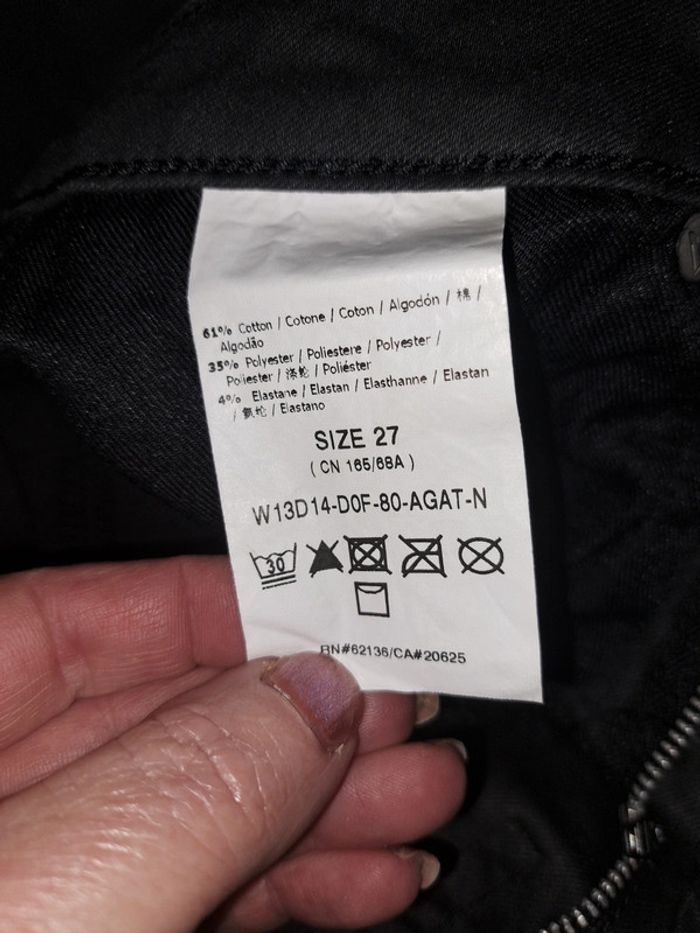 61% Cotton / Cotone / Coton / Algodón / 棉 /
Algodão
35% Polyester / Poliestere / Polyester /
Poliester / 涤纶 / Poliéster
4% Elastane / Elastan / Elasthanne / Elastan
/ 氨纶 / Elastano
SIZE 27
( CN 165/68A )
W13D14-D0F-80-AGAT-N
30
RN#62136/CA#20625